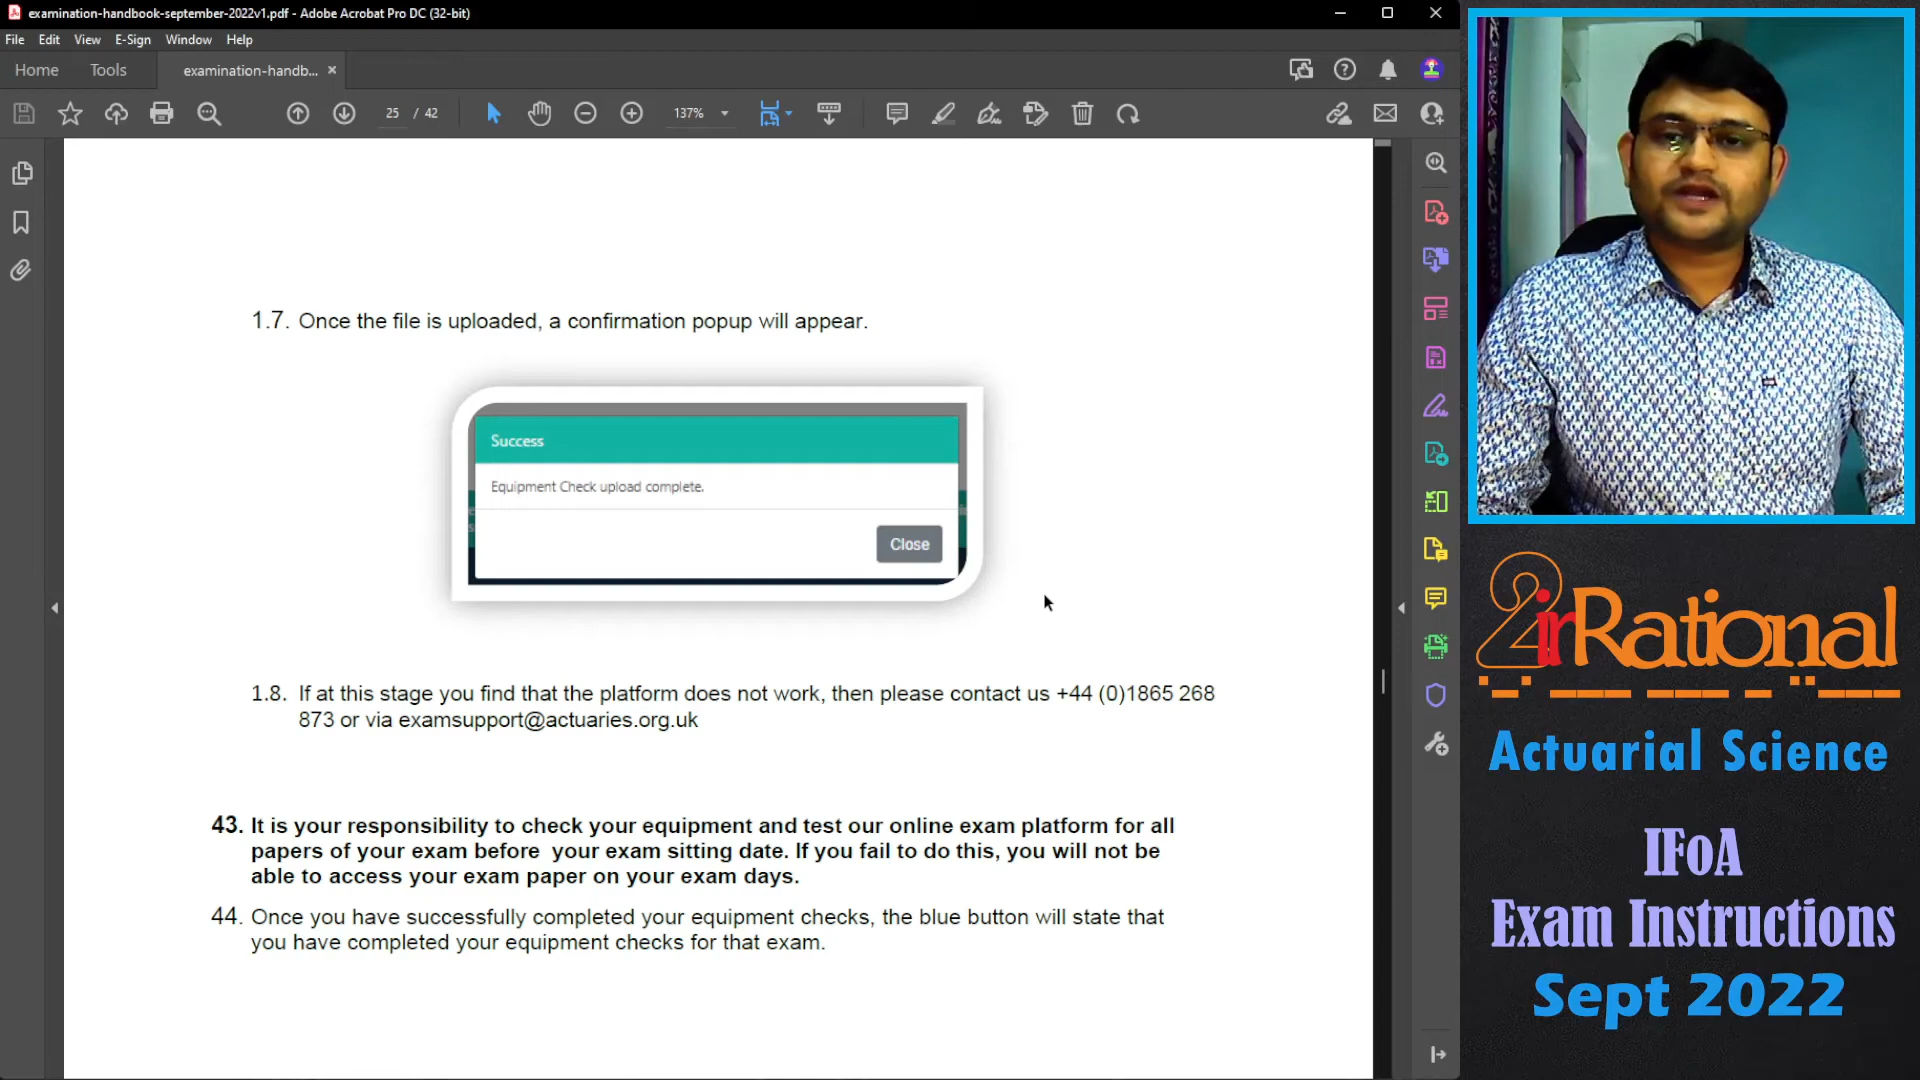 examination-handbook-september-2022v1.pdf - Adobe Acrobat Pro DC (32-bit)
File Edit View E-Sign Window Help
Home Tools examination-handb... ×
25 / 42 137%
1.7. Once the file is uploaded, a confirmation popup will appear.
Success
Equipment Check upload complete.
Close
1.8. If at this stage you find that the platform does not work, then please contact us +44 (0)1865 268
873 or via examsupport@actuaries.org.uk
43. It is your responsibility to check your equipment and test our online exam platform for all
papers of your exam before your exam sitting date. If you fail to do this, you will not be
able to access your exam paper on your exam days.
44. Once you have successfully completed your equipment checks, the blue button will state that
you have completed your equipment checks for that exam.
2irRational
Actuarial Science
IFoA
Exam Instructions
Sept 2022